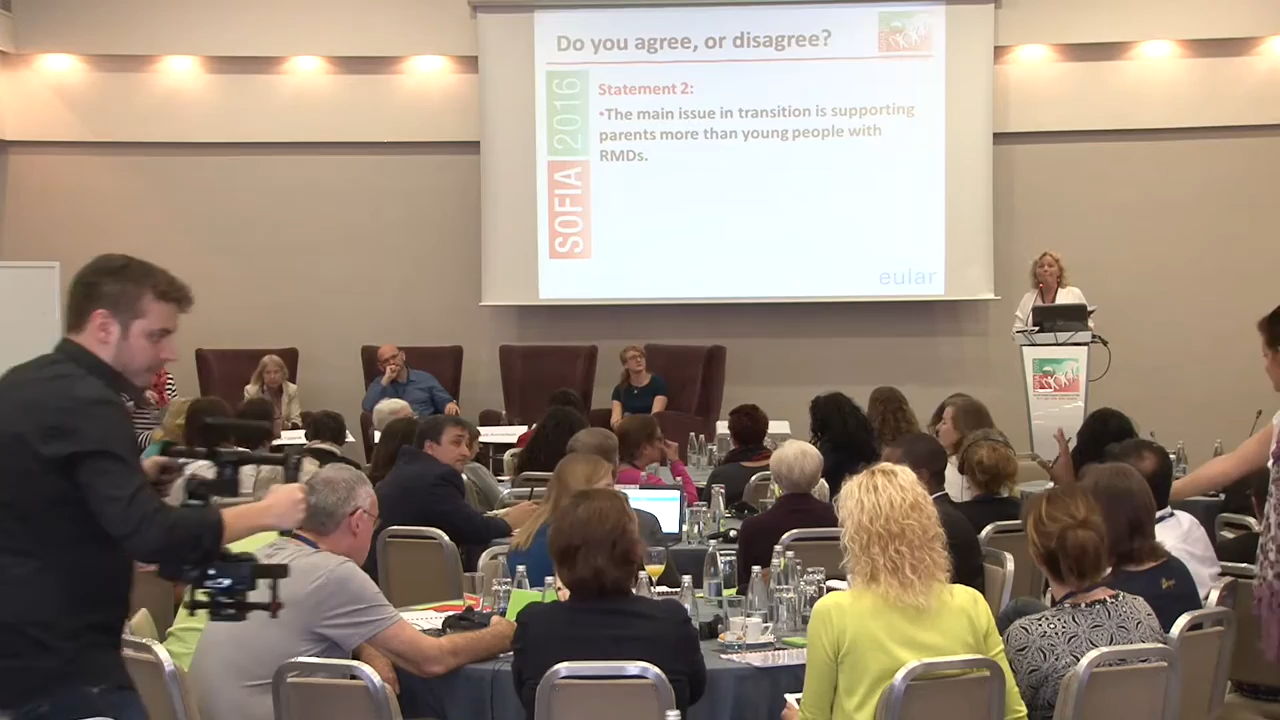 Do you agree, or disagree?
SOFIA 2016
Statement 2:
•The main issue in transition is supporting
parents more than young people with
RMDs.
eular